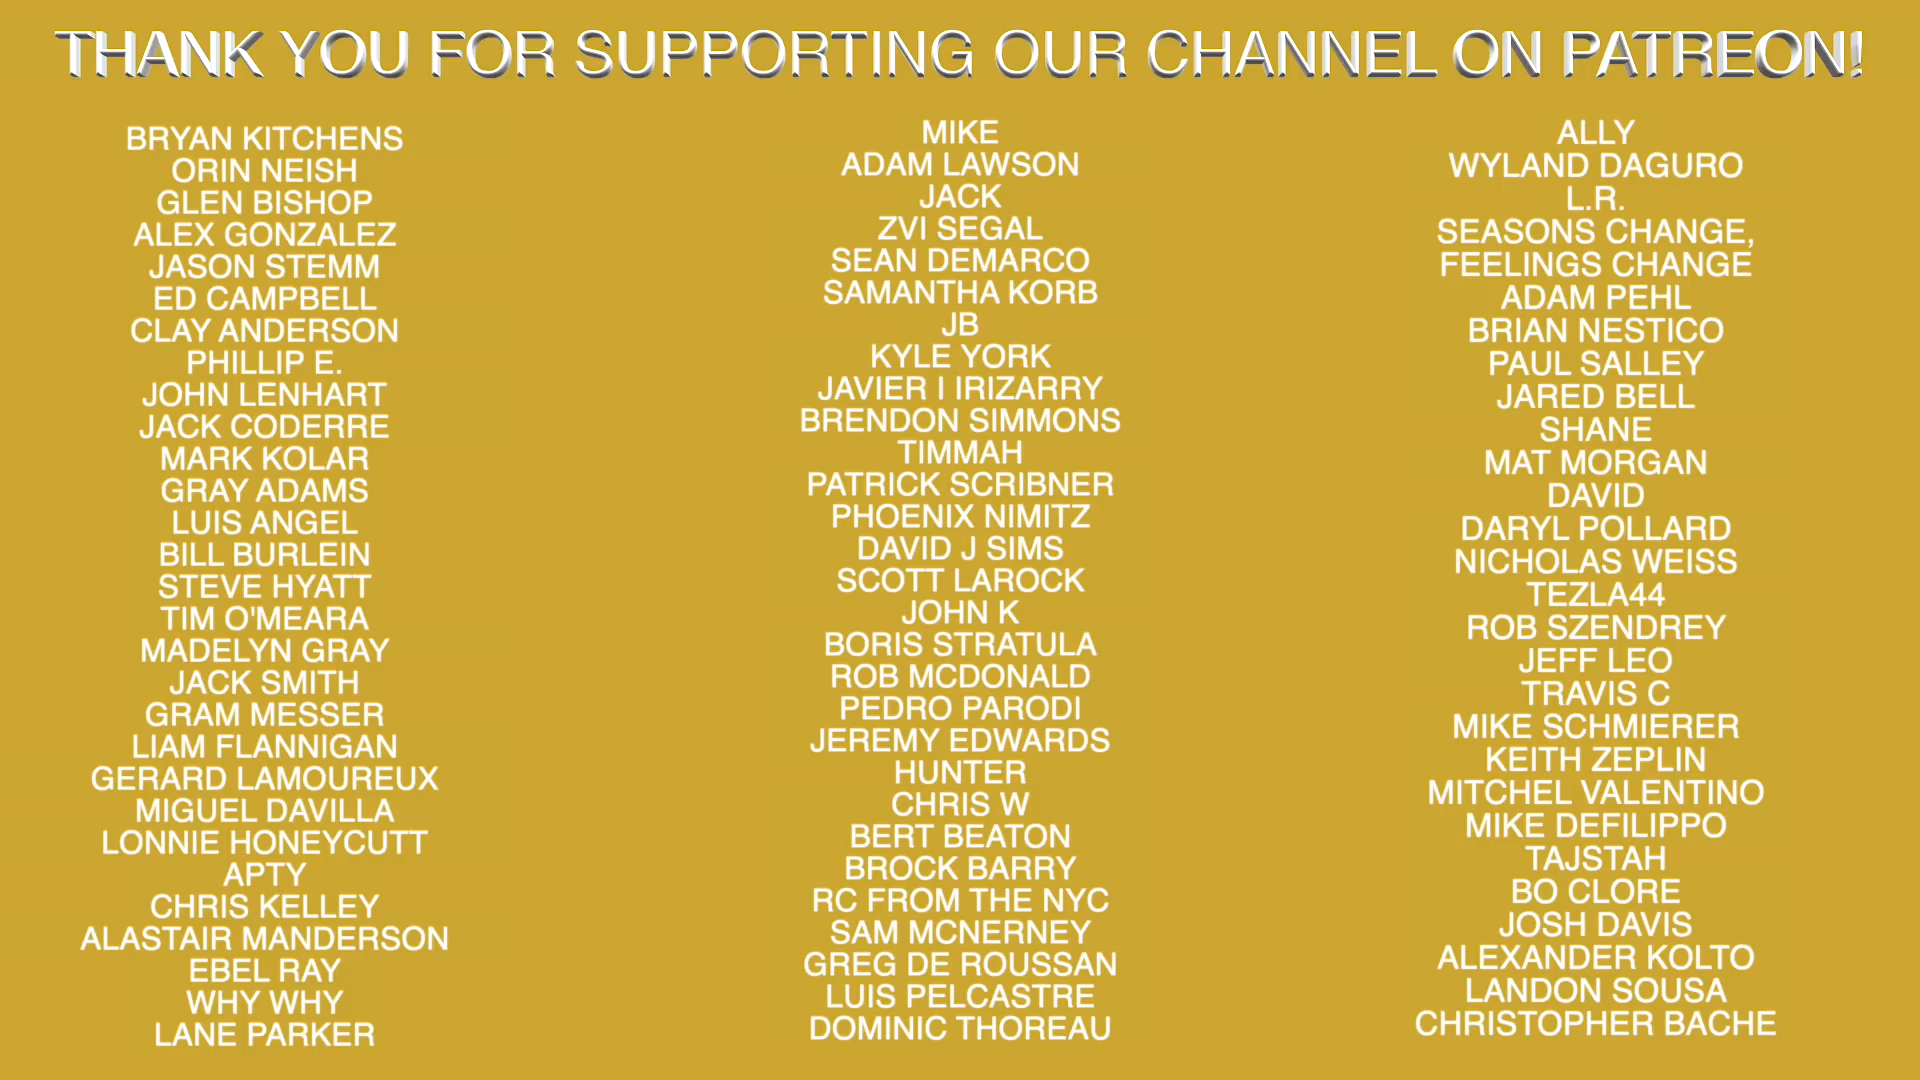 THANK YOU FOR SUPPORTING OUR CHANNEL ON PATREON!
BRYAN KITCHENS
ORIN NEISH
GLEN BISHOP
ALEX GONZALEZ
JASON STEMM
ED CAMPBELL
CLAY ANDERSON
PHILLIP E.
JOHN LENHART
JACK CODERRE
MARK KOLAR
GRAY ADAMS
LUIS ANGEL
BILL BURLEIN
STEVE HYATT
TIM O'MEARA
MADELYN GRAY
JACK SMITH
GRAM MESSER
LIAM FLANNIGAN
GERARD LAMOUREUX
MIGUEL DAVILLA
LONNIE HONEYCUTT
APTY
CHRIS KELLEY
ALASTAIR MANDERSON
EBEL RAY
WHY WHY
LANE PARKER
MIKE
ADAM LAWSON
JACK
ZVI SEGAL
SEAN DEMARCO
SAMANTHA KORB
JB
KYLE YORK
JAVIER I IRIZARRY
BRENDON SIMMONS
TIMMAH
PATRICK SCRIBNER
PHOENIX NIMITZ
DAVID J SIMS
SCOTT LAROCK
JOHN K
BORIS STRATULA
ROB MCDONALD
PEDRO PARODI
JEREMY EDWARDS
HUNTER
CHRIS W
BERT BEATON
BROCK BARRY
RC FROM THE NYC
SAM MCNERNEY
GREG DE ROUSSAN
LUIS PELCASTRE
DOMINIC THOREAU
ALLY
WYLAND DAGURO
L.R.
SEASONS CHANGE,
FEELINGS CHANGE
ADAM PEHL
BRIAN NESTICO
PAUL SALLEY
JARED BELL
SHANE
MAT MORGAN
DAVID
DARYL POLLARD
NICHOLAS WEISS
TEZLA44
ROB SZENDREY
JEFF LEO
TRAVIS C
MIKE SCHMIERER
KEITH ZEPLIN
MITCHEL VALENTINO
MIKE DEFILIPPO
TAJSTAH
BO CLORE
JOSH DAVIS
ALEXANDER KOLTO
LANDON SOUSA
CHRISTOPHER BACHE